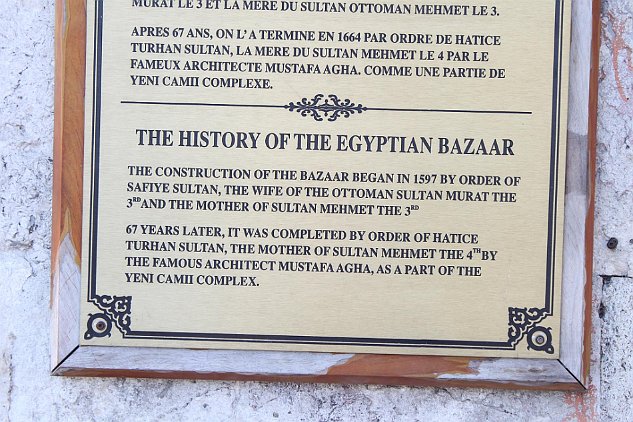 MURAT LE 3 ET LA MERE DU SULTAN OTTOMAN MEHMET LE 3.
APRES 67 ANS, ON L' A TERMINE EN 1664 PAR ORDRE DE HATICE
TURHAN SULTAN, LA MERE DU SULTAN MEHMET LE 4 PAR LE
FAMEUX ARCHITECTE MUSTAFA AGHA. COMME UNE PARTIE DE
YENI CAMII COMPLEXE.
THE HISTORY OF THE EGYPTIAN BAZAAR
THE CONSTRUCTION OF THE BAZAAR BEGAN IN 1597 BY ORDER OF
SAFIYE SULTAN, THE WIFE OF THE OTTOMAN SULTAN MURAT THE
3RD AND THE MOTHER OF SULTAN MEHMET THE 3RD
67 YEARS LATER, IT WAS COMPLETED BY ORDER OF HATICE
TURHAN SULTAN, THE MOTHER OF SULTAN MEHMET THE 4TH BY
THE FAMOUS ARCHITECT MUSTAFA AGHA, AS A PART OF THE
YENI CAMII COMPLEX.